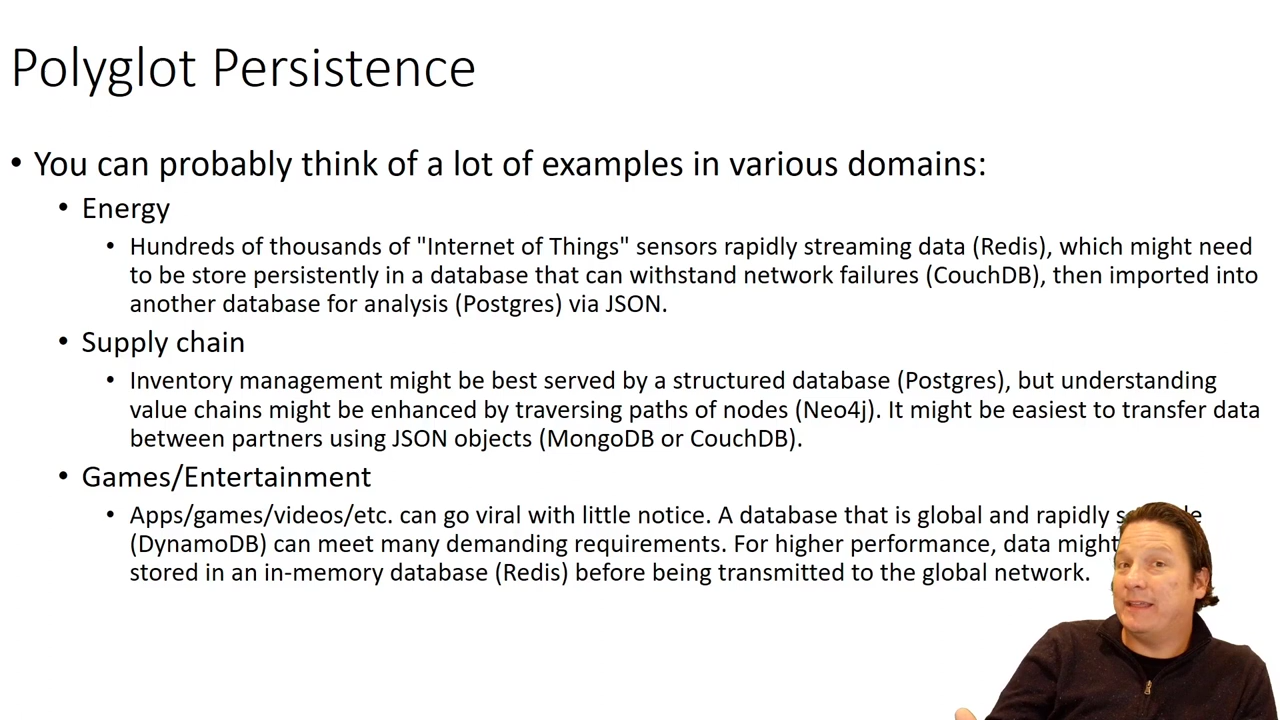 Polyglot Persistence
• You can probably think of a lot of examples in various domains:
• Energy
• Hundreds of thousands of "Internet of Things" sensors rapidly streaming data (Redis), which might need
to be store persistently in a database that can withstand network failures (CouchDB), then imported into
another database for analysis (Postgres) via JSON.
• Supply chain
• Inventory management might be best served by a structured database (Postgres), but understanding
value chains might be enhanced by traversing paths of nodes (Neo4j). It might be easiest to transfer data
between partners using JSON objects (MongoDB or CouchDB).
• Games/Entertainment
• Apps/games/videos/etc. can go viral with little notice. A database that is global and rapidly
(DynamoDB) can meet many demanding requirements. For higher performance, data might
stored in an in-memory database (Redis) before being transmitted to the global network.